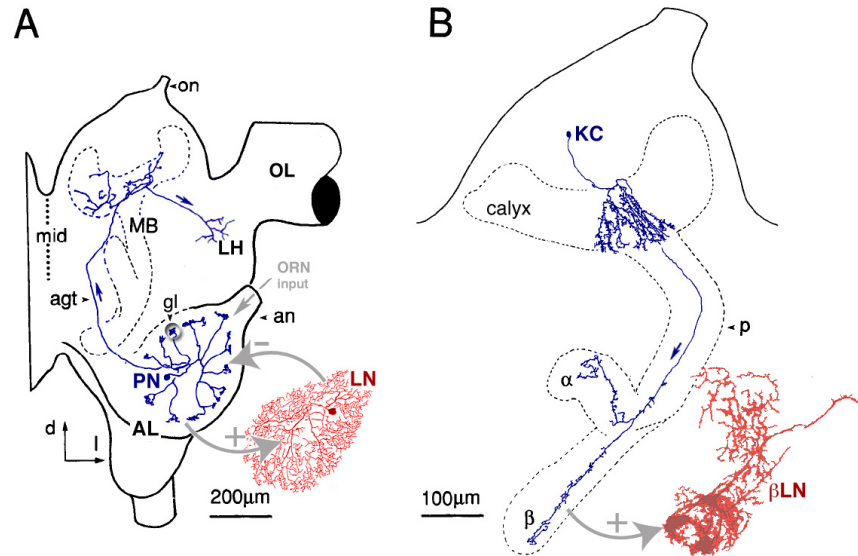 A
on
OL
mid
MB
LH
ORN
input
agt
gl
an
PN
−
LN
AL
+
d
l
200µm
B
KC
calyx
p
α
β
βLN
+
100µm